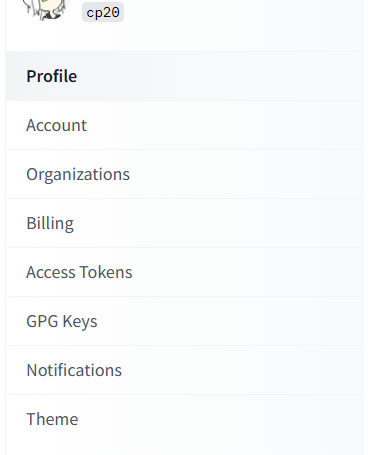 cp20
Profile
Account
Organizations
Billing
Access Tokens
GPG Keys
Notifications
Theme